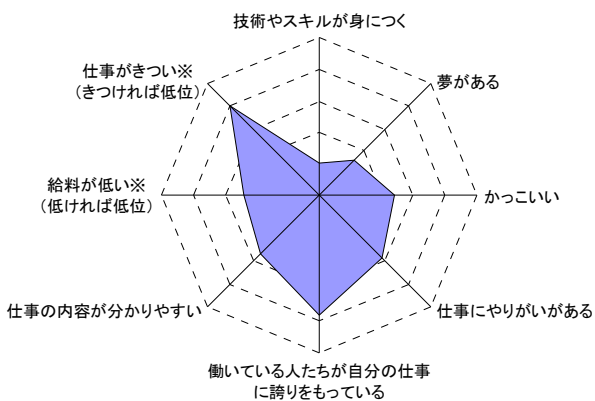 技術やスキルが身につく
仕事がきつい※
（きつければ低位）
夢がある
給料が低い※
（低ければ低位）
かっこいい
仕事の内容が分かりやすい
仕事にやりがいがある
働いている人たちが自分の仕事
に誇りをもっている